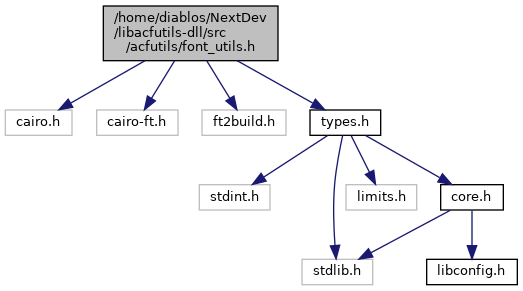 /home/diablos/NextDev
/libacfutils-dll/src
/acfutils/font_utils.h
cairo.h
cairo-ft.h
ft2build.h
types.h
stdint.h
limits.h
core.h
stdlib.h
libconfig.h